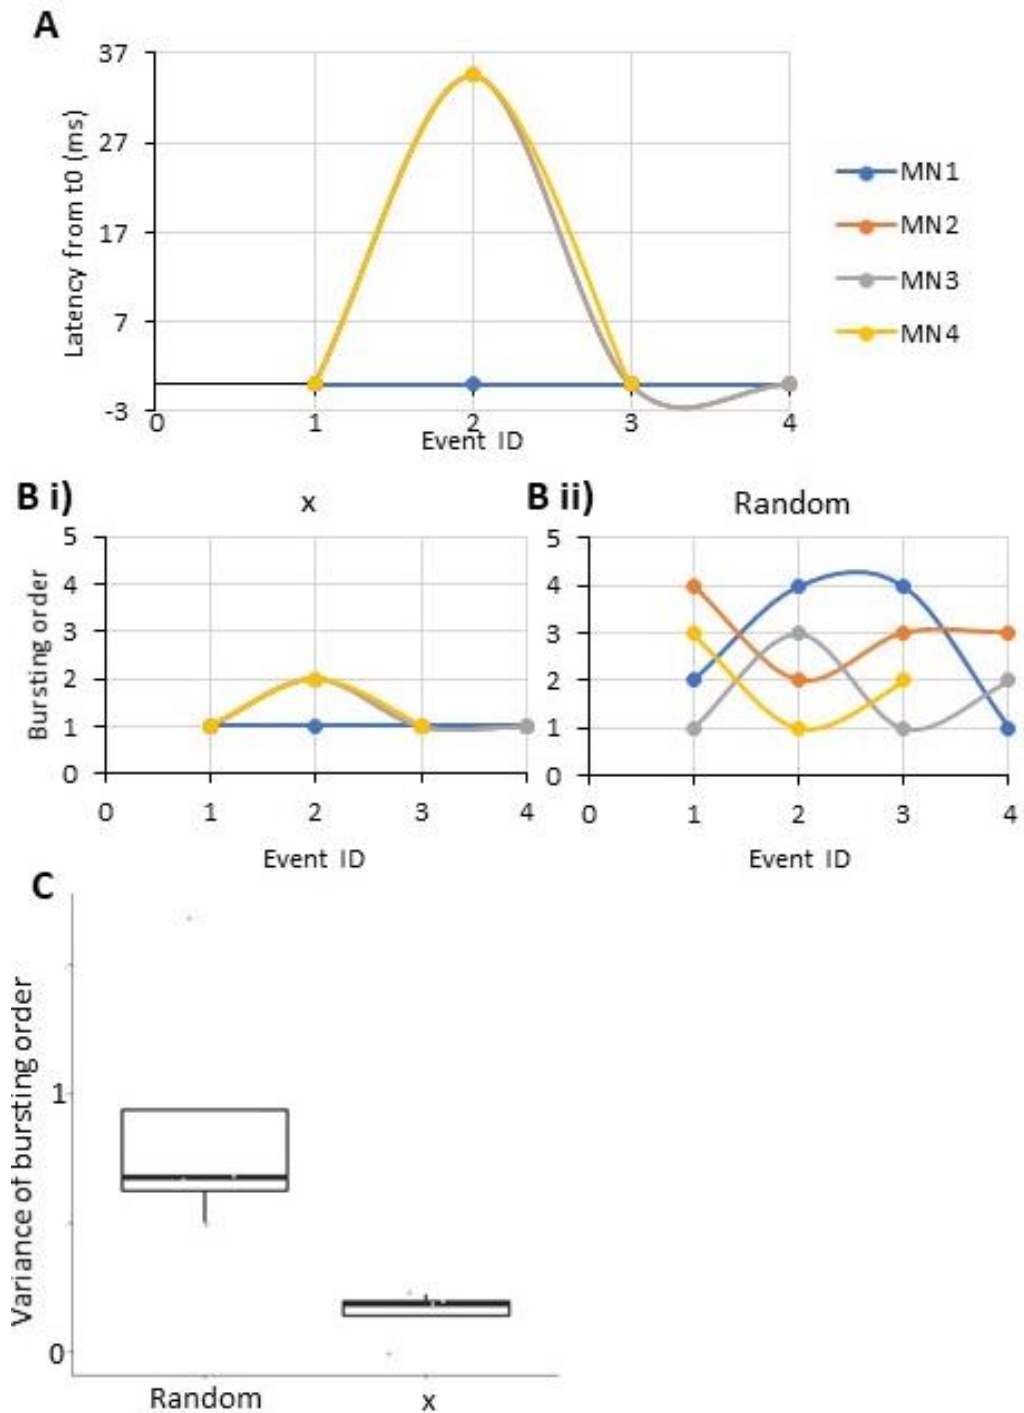 A
37
27
17
7
-3
Latency from t0 (ms)
0 1 2 3 4
Event ID
MN1
MN2
MN3
MN4
B i)
x
5
4
3
2
1
0
Bursting order
0 1 2 3 4
Event ID
B ii)
Random
5
4
3
2
1
0
0 1 2 3 4
Event ID
C
Variance of bursting order
1
0
Random x